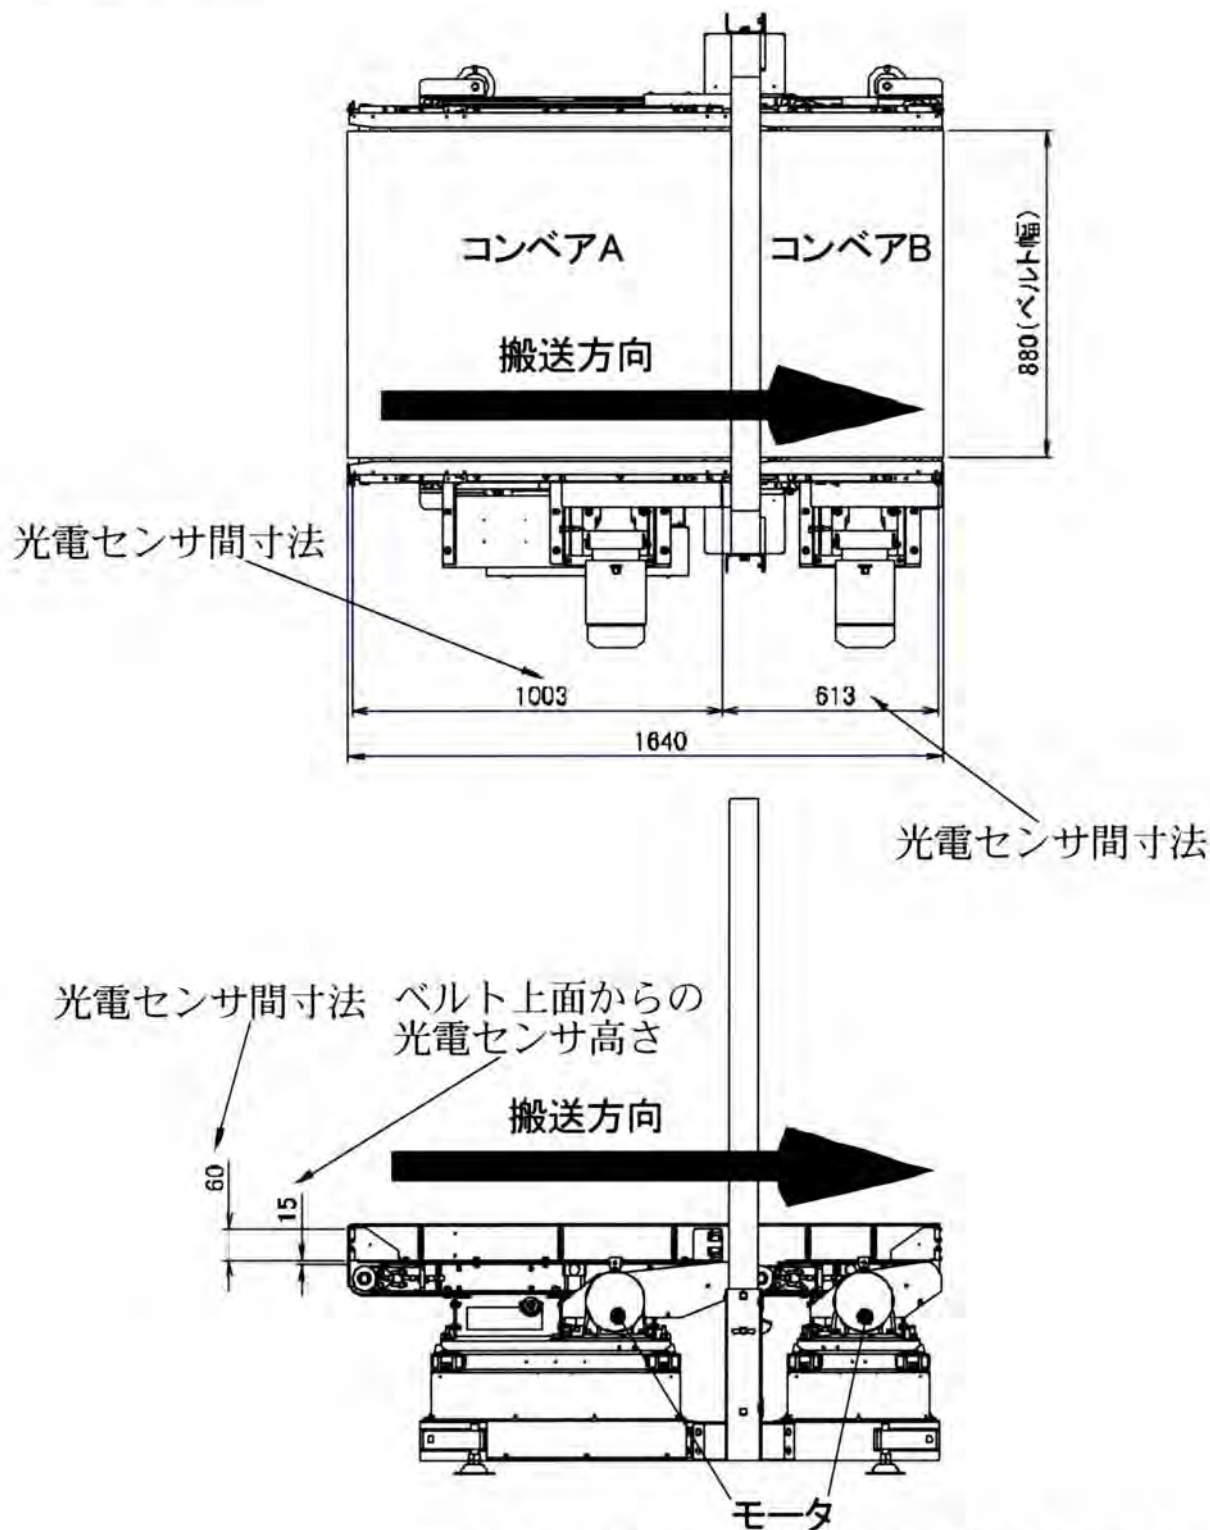 コンベアA
コンベアB
880(ベルト幅)
搬送方向
光電センサ間寸法
1003
613
1640
光電センサ間寸法
光電センサ間寸法
ベルト上面からの
光電センサ高さ
搬送方向
60
15
モータ